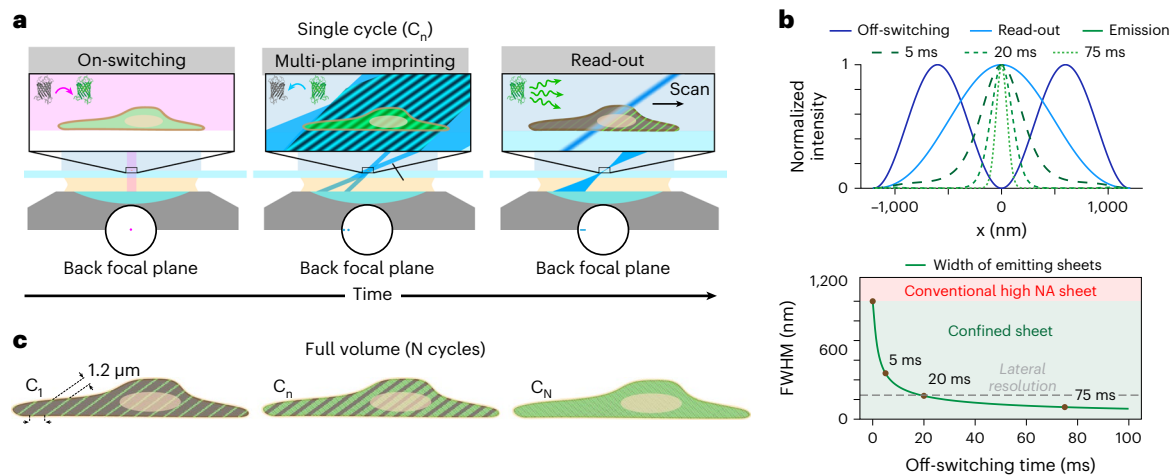 a
Single cycle (Cn)
On-switching
Multi-plane imprinting
Read-out
Scan
Back focal plane
Back focal plane
Back focal plane
Time
c
Full volume (N cycles)
1.2 μm
C1
Cn
CN
b
Off-switching
Read-out
Emission
5 ms
20 ms
75 ms
Normalized
intensity
1
0
–1,000
0
1,000
x (nm)
Width of emitting sheets
Conventional high NA sheet
Confined sheet
5 ms
20 ms
Lateral
resolution
75 ms
FWHM (nm)
1,200
600
0
0
20
40
60
80
100
Off-switching time (ms)